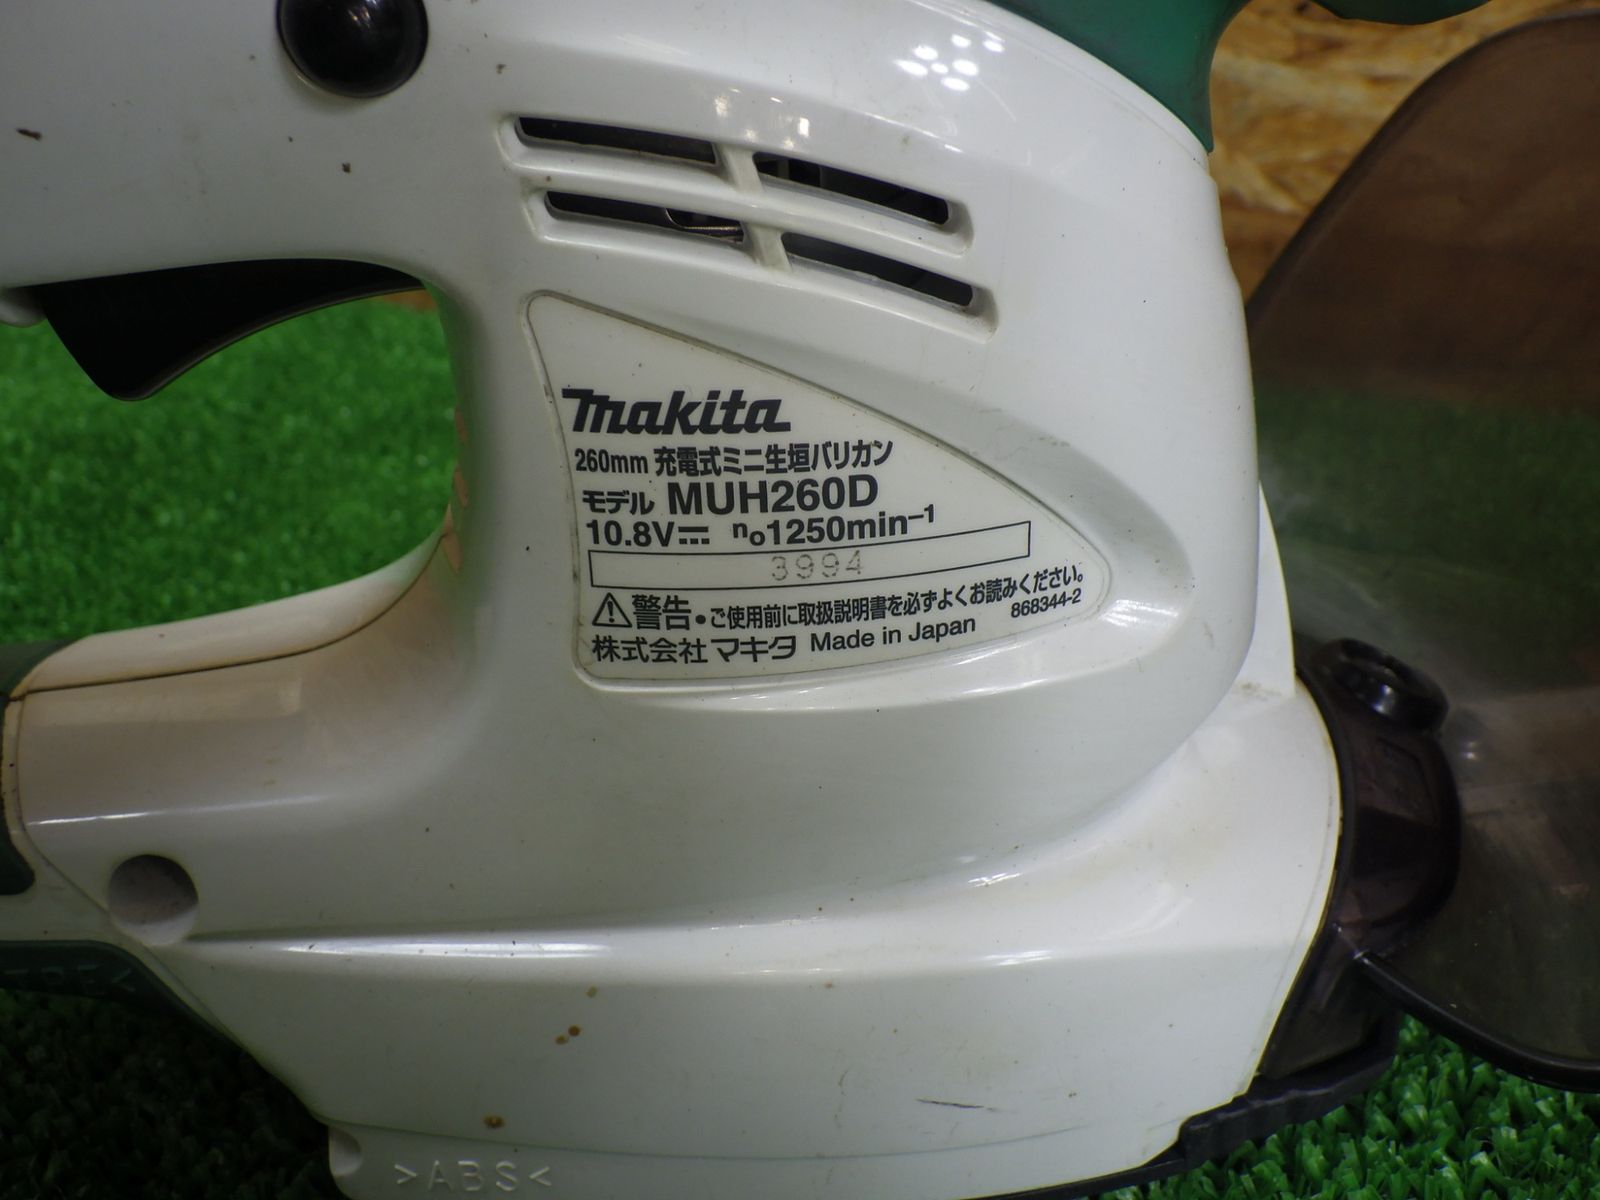 makita
260mm 充電式ミニ生垣バリカン
モデル MUH260D
10.8V⎓ n₀1250min⁻¹
3994
⚠警告・ご使用前に取扱説明書を必ずよくお読みください。
868344-2
株式会社 マキタ Made in Japan
>ABS<